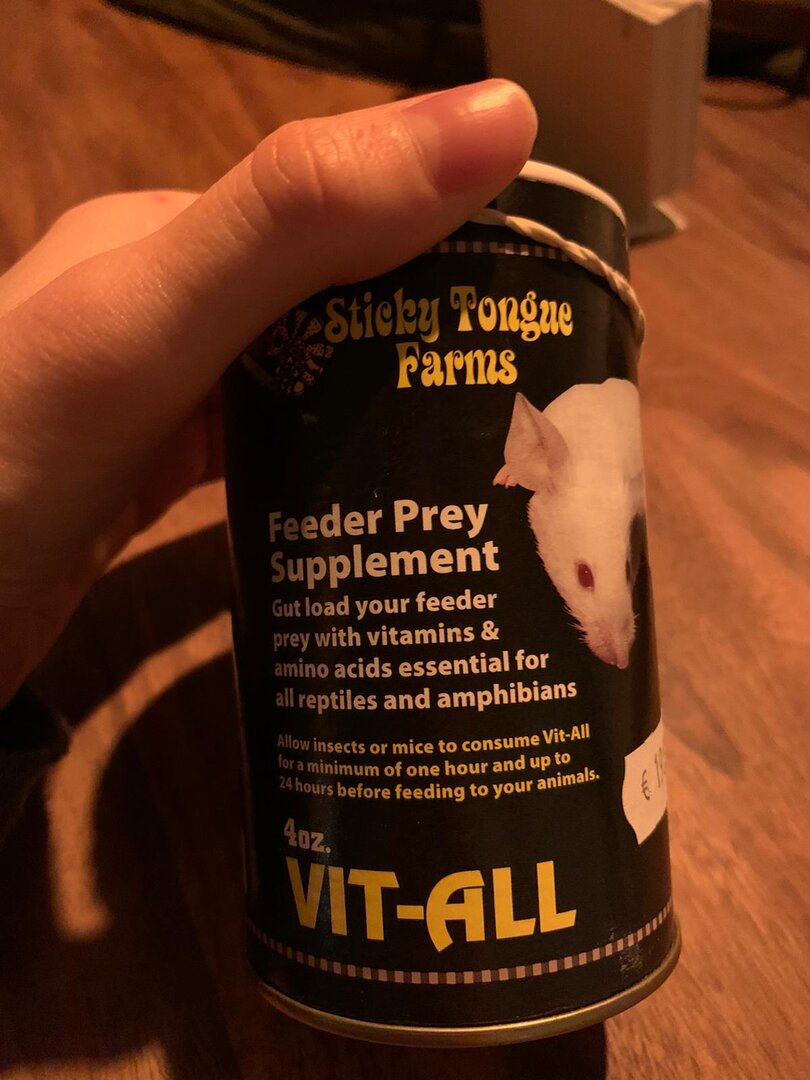 Sticky Tongue
Farms
Feeder Prey
Supplement
Gut load your feeder
prey with vitamins &
amino acids essential for
all reptiles and amphibians
Allow insects or mice to consume Vit-All
for a minimum of one hour and up to
24 hours before feeding to your animals.
€
4oz.
VIT-ALL